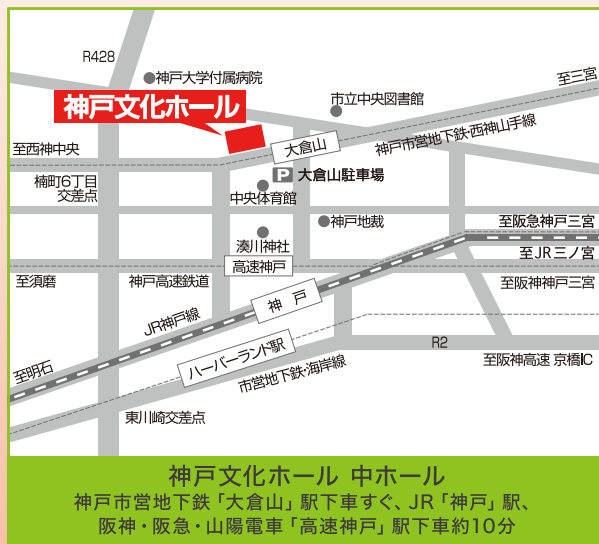 R428
神戸大学付属病院
至三宮
神戸文化ホール
市立中央図書館
至西神中央
大倉山
神戸市営地下鉄・西神山手線
楠町6丁目
交差点
P 大倉山駐車場
中央体育館
神戸地裁
至阪急神戸三宮
湊川神社
至JR三ノ宮
高速神戸
至須磨
神戸高速鉄道
至阪神神戸三宮
神戸
JR神戸線
R2
ハーバーランド駅
至阪神高速 京橋IC
至明石
市営地下鉄・海岸線
東川崎交差点
神戸文化ホール 中ホール
神戸市営地下鉄「大倉山」駅下車すぐ、JR「神戸」駅、
阪神・阪急・山陽電車「高速神戸」駅下車約10分